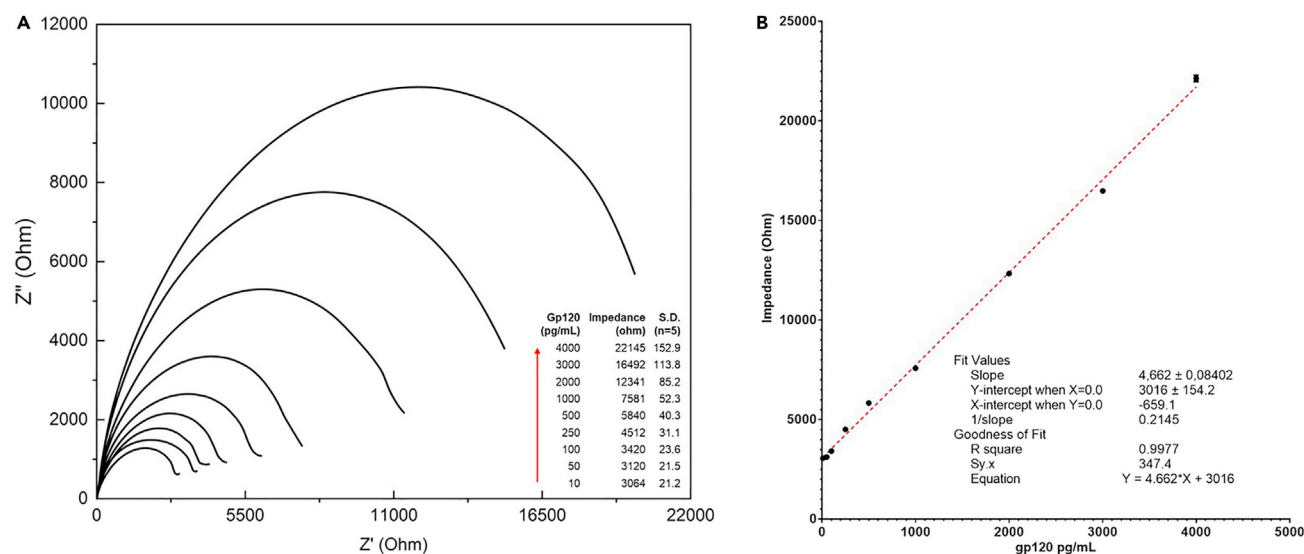 A
12000
10000
8000
6000
4000
2000
0
Z'' (Ohm)
0 5500 11000 16500 22000
Z' (Ohm)
Gp120 Impedance S.D.
(pg/mL) (ohm) (n=5)
4000 22145 152.9
3000 16492 113.8
2000 12341 85.2
1000 7581 52.3
500 5840 40.3
250 4512 31.1
100 3420 23.6
50 3120 21.5
10 3064 21.2
B
25000
20000
15000
10000
5000
0
Impedance (Ohm)
Fit Values
Slope 4,662 ± 0,08402
Y-intercept when X=0.0 3016 ± 154.2
X-intercept when Y=0.0 -659.1
1/slope 0.2145
Goodness of Fit
R square 0.9977
Sy.x 347.4
Equation Y = 4.662*X + 3016
0 1000 2000 3000 4000 5000
gp120 pg/mL